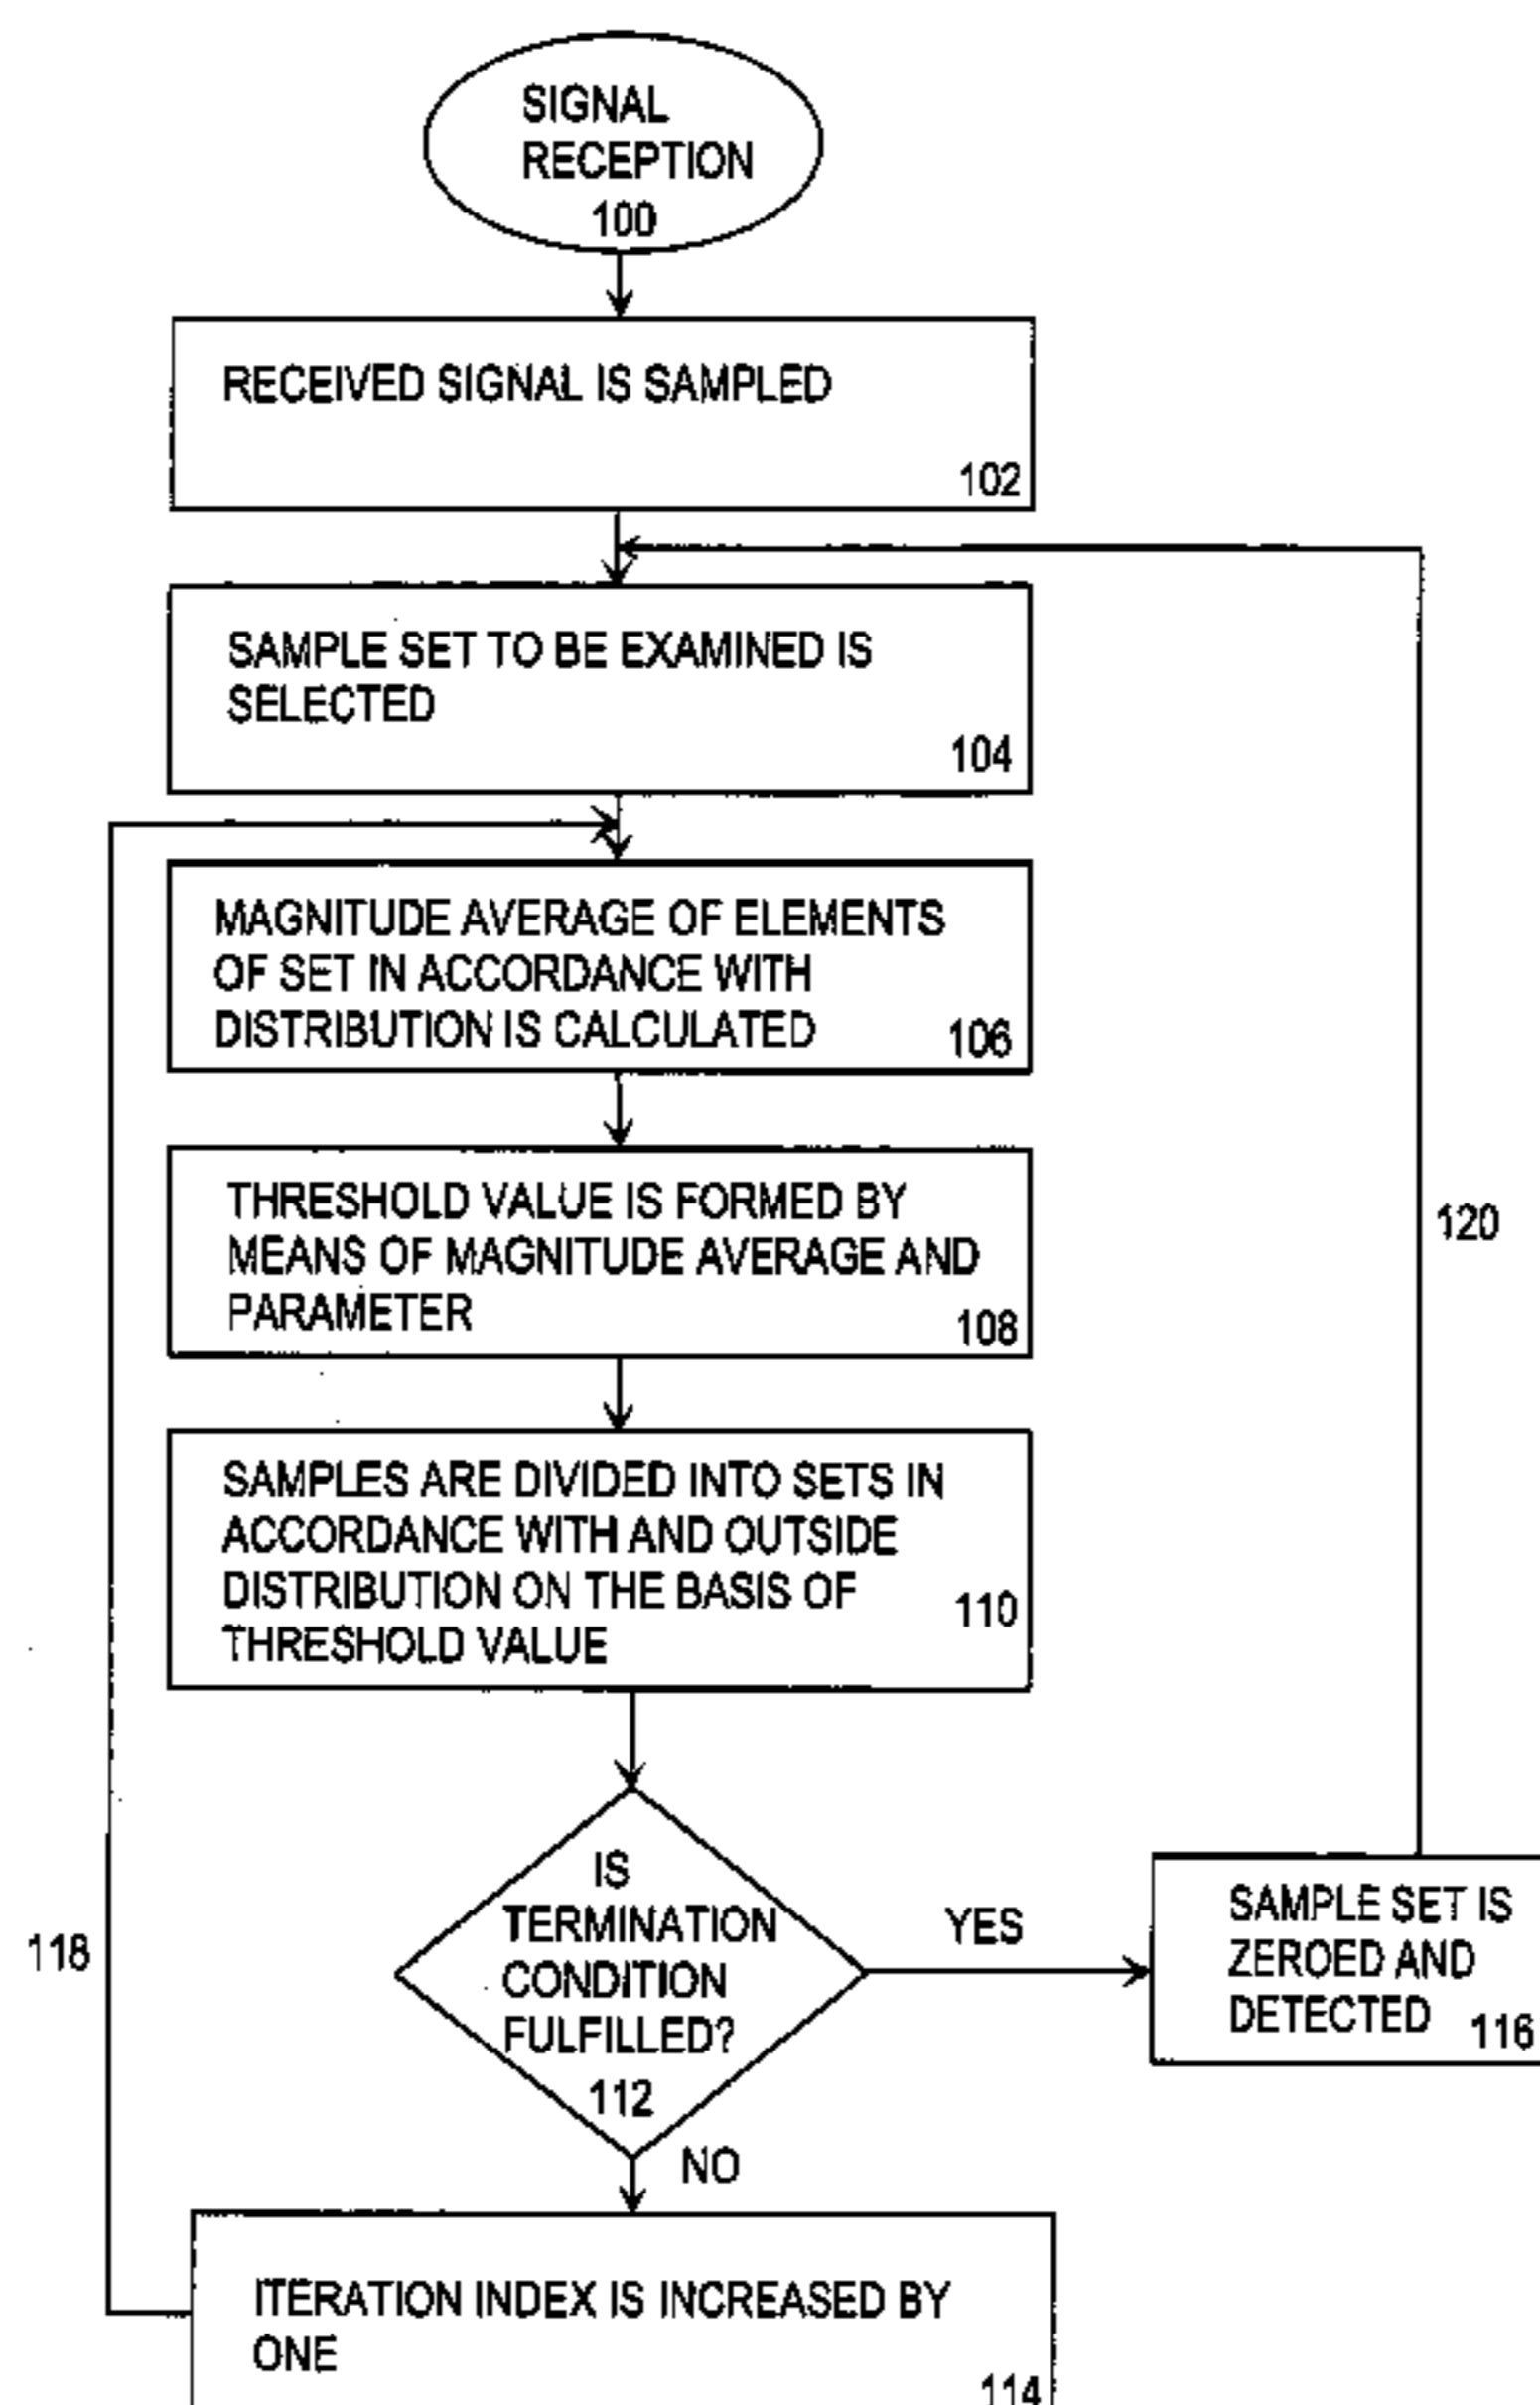 SIGNAL
RECEPTION
100
RECEIVED SIGNAL IS SAMPLED
102
SAMPLE SET TO BE EXAMINED IS
SELECTED
104
MAGNITUDE AVERAGE OF ELEMENTS
OF SET IN ACCORDANCE WITH
DISTRIBUTION IS CALCULATED
106
THRESHOLD VALUE IS FORMED BY
MEANS OF MAGNITUDE AVERAGE AND
PARAMETER
108
120
SAMPLES ARE DIVIDED INTO SETS IN
ACCORDANCE WITH AND OUTSIDE
DISTRIBUTION ON THE BASIS OF
THRESHOLD VALUE
110
IS
TERMINATION
CONDITION
FULFILLED?
112
YES
SAMPLE SET IS
ZEROED AND
DETECTED
116
118
NO
ITERATION INDEX IS INCREASED BY
ONE
114